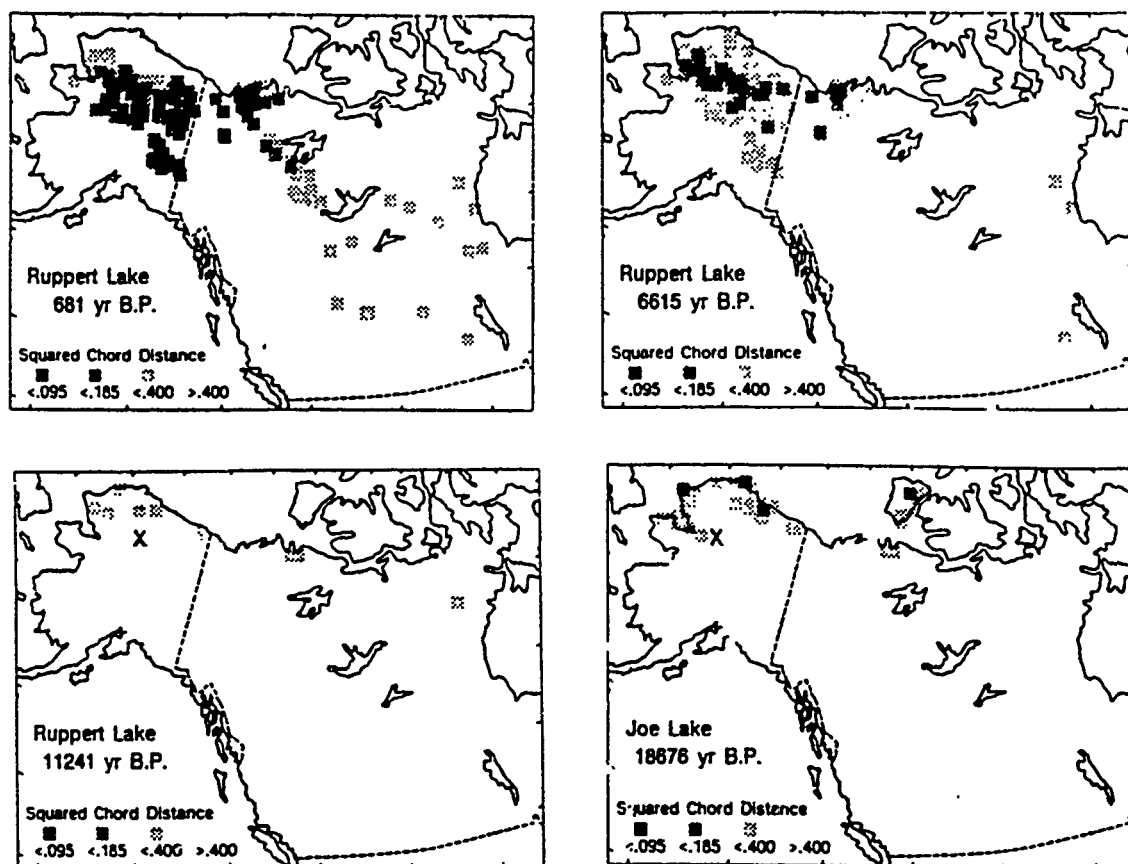 Ruppert Lake
681 yr B.P.
Squared Chord Distance
<.095 <.185 <.400 >.400
Ruppert Lake
6615 yr B.P.
Squared Chord Distance
<.095 <.185 <.400 >.400
X
Ruppert Lake
11241 yr B.P.
Squared Chord Distance
<.095 <.185 <.400 >.400
X
Joe Lake
18676 yr B.P.
Squared Chord Distance
<.095 <.185 <.400 >.400